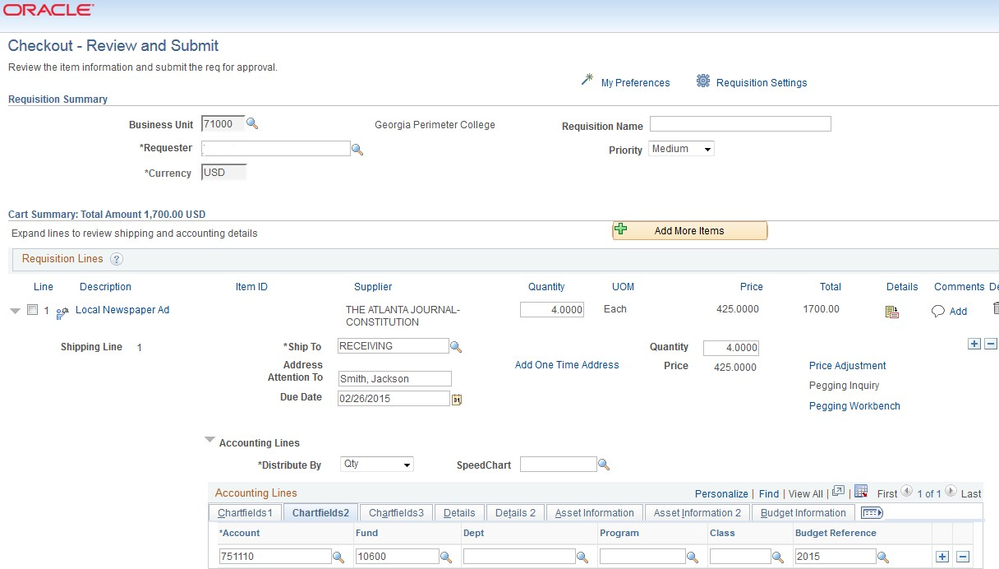 ORACLE
Checkout - Review and Submit
Review the item information and submit the req for approval.
My Preferences Requisition Settings
Requisition Summary
Business Unit 71000 Georgia Perimeter College Requisition Name
*Requester Priority Medium
*Currency USD
Cart Summary: Total Amount 1,700.00 USD
Expand lines to review shipping and accounting details Add More Items
Requisition Lines ?
Line Description Item ID Supplier Quantity UOM Price Total Details Comments De
1 Local Newspaper Ad THE ATLANTA JOURNAL- 4.0000 Each 425.0000 1700.00 Add
CONSTITUTION
Shipping Line 1 *Ship To RECEIVING Quantity 4.0000
Address Add One Time Address Price 425.0000 Price Adjustment
Attention To Smith, Jackson Pegging Inquiry
Due Date 02/26/2015 31 Pegging Workbench
Accounting Lines
*Distribute By Qty SpeedChart
Accounting Lines Personalize | Find | View All | | First 1 of 1 Last
Chartfields1 Chartfields2 Chartfields3 Details Details 2 Asset Information Asset Information 2 Budget Information
*Account Fund Dept Program Class Budget Reference
751110 10600 2015